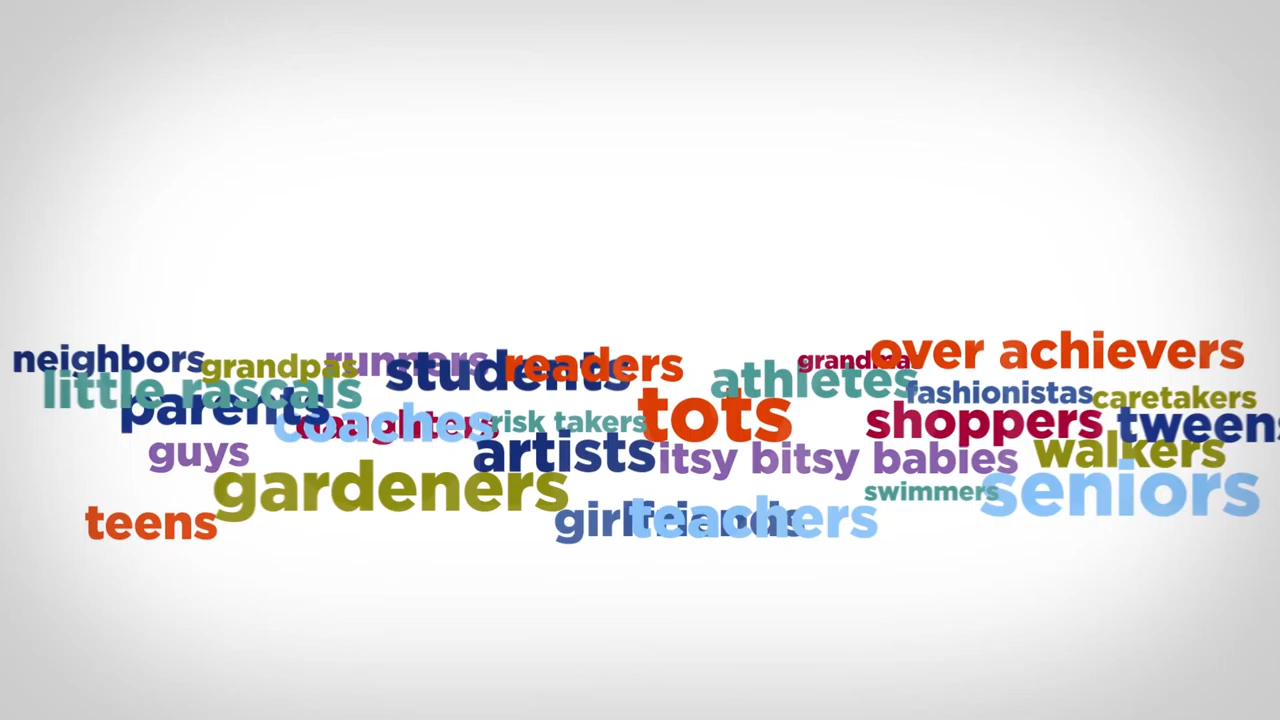 neighbors
grandpas
runners
students
readers
over achievers
grandma
athletes
little rascals
fashionistas
caretakers
parents
coaches
risk takers
tots
shoppers
tweens
guys
artists
itsy bitsy babies
walkers
gardeners
swimmers
seniors
teens
girlfriends
teachers